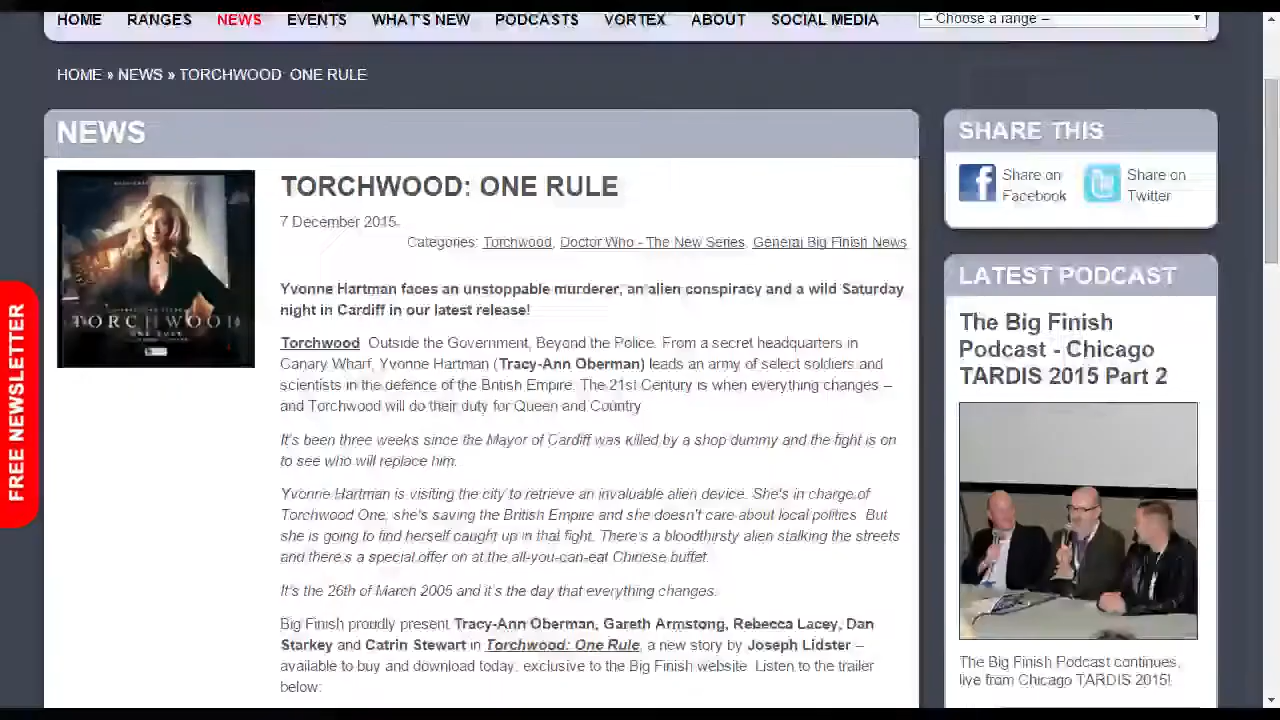 HOME RANGES NEWS EVENTS WHAT'S NEW PODCASTS VORTEX ABOUT SOCIAL MEDIA – Choose a range –
HOME » NEWS » TORCHWOOD: ONE RULE
NEWS
TORCHWOOD: ONE RULE
7 December 2015
Categories: Torchwood, Doctor Who - The New Series, General Big Finish News
Yvonne Hartman faces an unstoppable murderer, an alien conspiracy and a wild Saturday
night in Cardiff in our latest release!
Torchwood. Outside the Government, Beyond the Police. From a secret headquarters in
Canary Wharf, Yvonne Hartman (Tracy-Ann Oberman) leads an army of select soldiers and
scientists in the defence of the British Empire. The 21st Century is when everything changes –
and Torchwood will do their duty for Queen and Country
It's been three weeks since the Mayor of Cardiff was killed by a shop dummy and the fight is on
to see who will replace him.
Yvonne Hartman is visiting the city to retrieve an invaluable alien device. She's in charge of
Torchwood One, she's saving the British Empire and she doesn't care about local politics. But
she is going to find herself caught up in that fight. There's a bloodthirsty alien stalking the streets
and there's a special offer on at the all-you-can-eat Chinese buffet.
It's the 26th of March 2005 and it's the day that everything changes.
Big Finish proudly present Tracy-Ann Oberman, Gareth Armstrong, Rebecca Lacey, Dan
Starkey and Catrin Stewart in Torchwood: One Rule, a new story by Joseph Lidster –
available to buy and download today, exclusive to the Big Finish website. Listen to the trailer
below:
TORCHWOOD
ONE RULE
FREE NEWSLETTER
SHARE THIS
Share on
Facebook
Share on
Twitter
LATEST PODCAST
The Big Finish
Podcast - Chicago
TARDIS 2015 Part 2
The Big Finish Podcast continues,
live from Chicago TARDIS 2015!